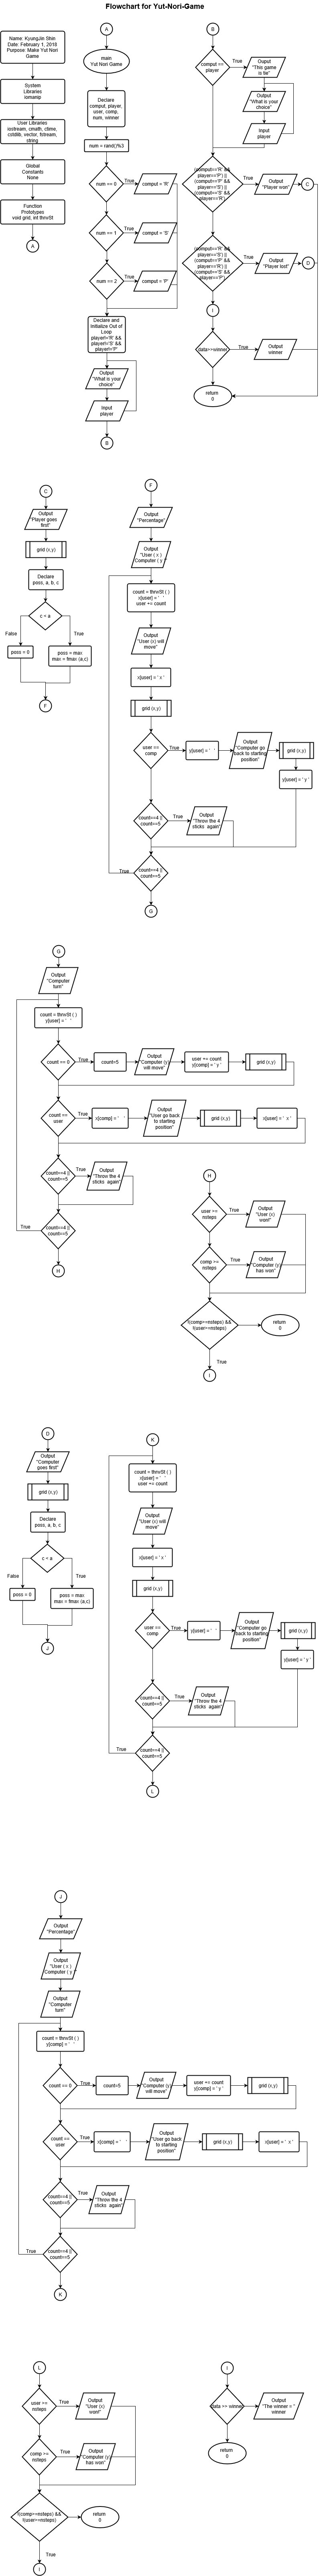 Flowchart for Yut-Nori-Game
Name: KyungJin Shin
Date: February 1, 2018
Purpose: Make Yut Nori
Game
System
Libraries
iomanip
User Libraries
iostream, cmath, ctime,
cstdlib, vector, fstream,
string
Global
Constants
None
Function
Prototypes
void grid, int thrwSt
A
A
main
Yut Nori Game
Declare
comput, player,
user, comp,
num, winner
num = rand()%3
num == 0
True
comput = 'R'
num == 1
True
comput = 'S'
num == 2
True
comput = 'P'
Declare and
Initialize Out of
Loop
player!='R' &&
player!='S' &&
player!='P'
Output
"What is your
choice"
Input
player
B
B
comput ==
player
True
Ouput
"This game
is tie"
Output
"What is your
choice"
Input
player
(comput=='R' &&
player=='P') ||
(comput=='P' &&
player=='S') ||
(comput=='S' &&
player=='R')
True
Output
"Player won"
C
(comput=='R' &&
player=='S') ||
(comput=='P' &&
player=='R') ||
(comput=='S' &&
player=='P')
True
Output
"Player lost"
D
I
(data>>winner)
True
Output
winner
return
0
C
Output
"Player goes
first"
grid (x,y)
Declare
poss, a, b, c
c < a
False
True
poss = 0
poss = max
max = fmax (a,c)
F
F
Output
"Percentage"
Output
"User ( x )
Computer ( y "
count = thrwSt ( )
x[user] = ' '
user += count
Output
"User (x) will
move"
x[user] = ' x '
grid (x,y)
user ==
comp
True
y[user] = ' '
Output
"Computer go
back to starting
position"
grid (x,y)
y[user] = ' y '
count==4 ||
count==5
True
Output
"Throw the 4
sticks again"
True
count==4 ||
count==5
G
G
Output
"Computer
turn"
count = thrwSt ( )
y[user] = ' '
count == 0
True
count=5
Output
"Computer (y)
will move"
user += count
y[comp] = ' y '
grid (x,y)
count ==
user
True
x[comp] = ' '
Output
"User go back
to starting
position"
grid (x,y)
x[user] = ' x '
count==4 ||
count==5
True
Output
"Throw the 4
sticks again"
True
count==4 ||
count==5
H
H
user >=
nsteps
True
Output
"User (x)
won!"
comp >=
nsteps
True
Output
"Computer (y)
has won"
!(comp>=nsteps) &&
!(user>=nsteps)
return
0
True
I
D
Output
"Computer
goes first"
grid (x,y)
Declare
poss, a, b, c
c < a
False
True
poss = 0
poss = max
max = fmax (a,c)
J
K
count = thrwSt ( )
x[user] = ' '
user += count
Output
"User (x) will
move"
x[user] = ' x '
grid (x,y)
user ==
comp
True
y[user] = ' '
Output
"Computer go
back to starting
position"
grid (x,y)
y[user] = ' y '
count==4 ||
count==5
True
Output
"Throw the 4
sticks again"
True
count==4 ||
count==5
L
J
Output
"Percentage"
Output
"User ( x )
Computer ( y "
Output
"Computer
turn"
count = thrwSt ( )
y[comp] = ' '
count == 0
True
count=5
Output
"Computer (y)
will move"
user += count
y[comp] = ' y '
grid (x,y)
count ==
user
True
x[comp] = ' '
Output
"User go back
to starting
position"
grid (x,y)
x[user] = ' x '
count==4 ||
count==5
True
Output
"Throw the 4
sticks again"
True
count==4 ||
count==5
K
L
user >=
nsteps
True
Output
"User (x)
won!"
comp >=
nsteps
True
Output
"Computer (y)
has won"
!(comp>=nsteps) &&
!(user>=nsteps)
return
0
True
I
I
(data >> winner)
Output
"The winner = "
winner
return
0